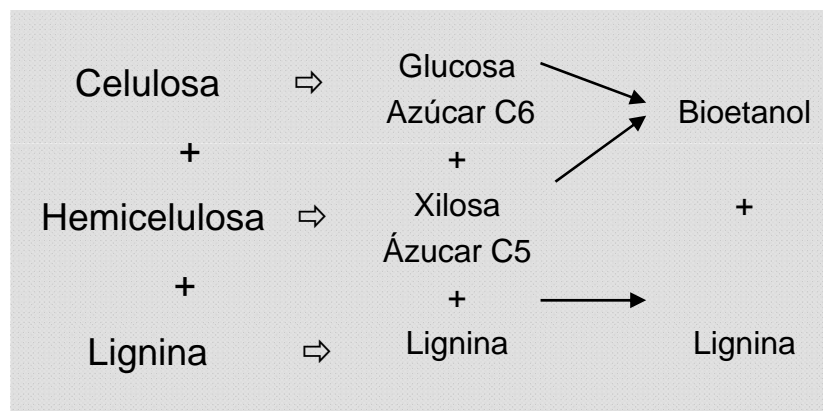 Celulosa ⇨ Glucosa
Azúcar C6 Bioetanol
+ +
Hemicelulosa ⇨ Xilosa +
Ázucar C5
+ +
Lignina ⇨ Lignina Lignina